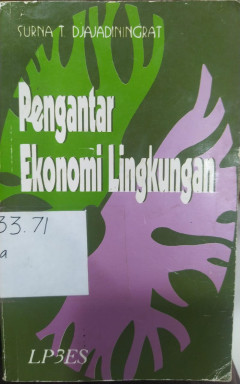 SURNA T. DJAJADININGRAT
Pengantar
Ekonomi Lingkungan
33.71
a
LP3ES